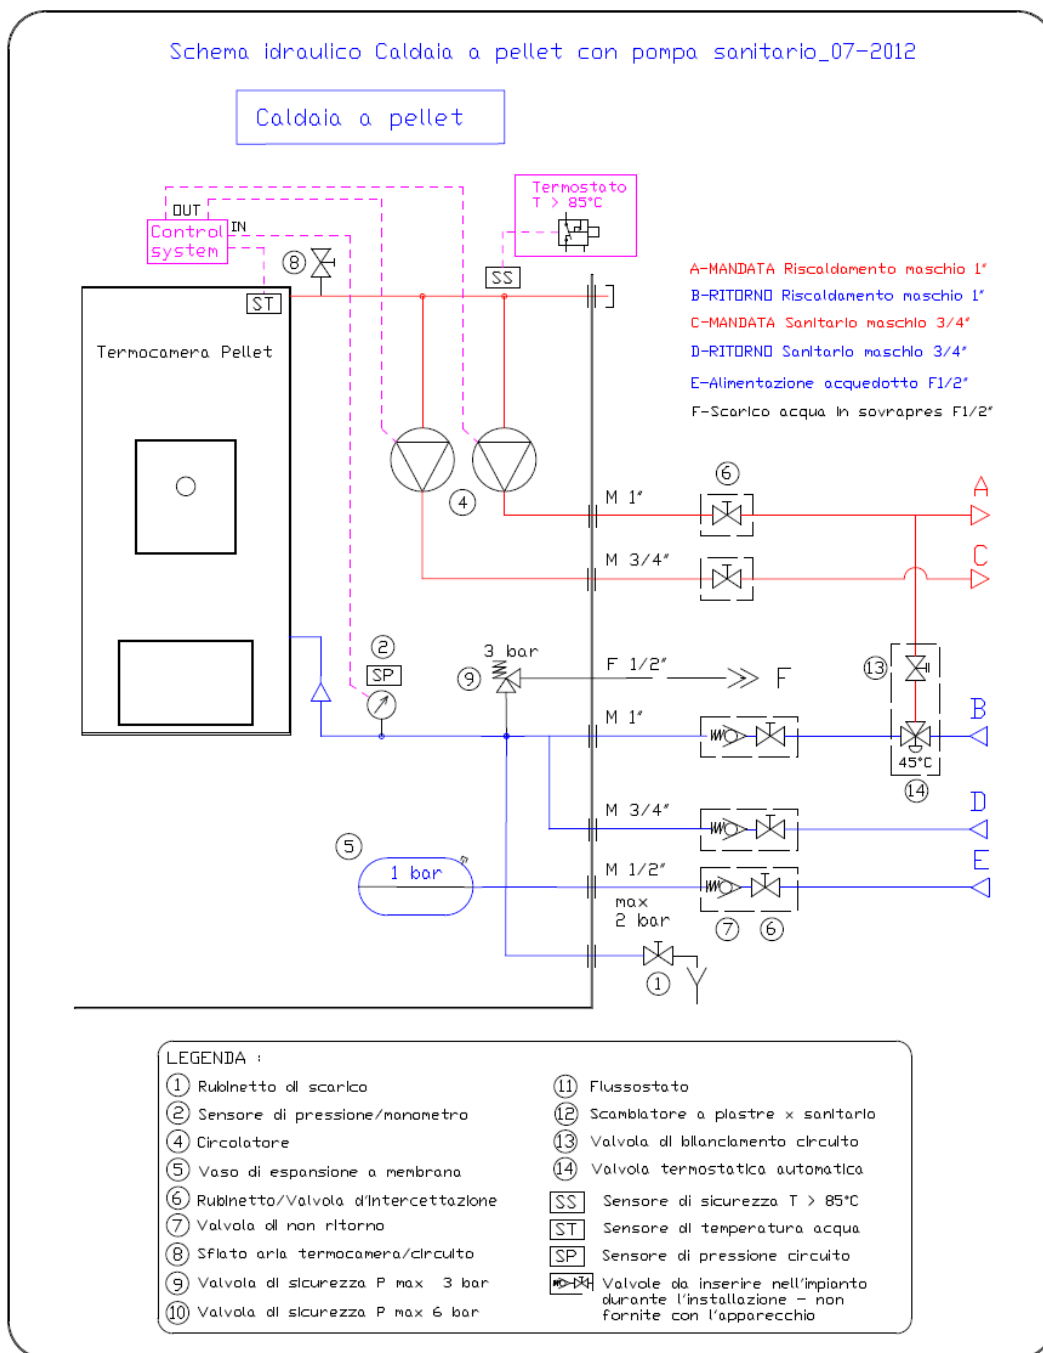 Schema idraulico Caldaia a pellet con pompa sanitario_07-2012
Caldaia a pellet
Termostato
T > 85°C
OUT
IN
Control
system
8
SS
ST
A-MANDATA Riscaldamento maschio 1"
B-RITORNO Riscaldamento maschio 1"
C-MANDATA Sanitario maschio 3/4"
D-RITORNO Sanitario maschio 3/4"
E-Alimentazione acquedotto F1/2"
F-Scarico acqua in sovrapres F1/2"
Termocamera Pellet
6
4
M 1"
A
M 3/4"
C
2
SP
3 bar
9
F 1/2"
F
13
M 1"
B
45°C
14
M 3/4"
D
5
1 bar
M 1/2"
E
max
2 bar
7
6
1
LEGENDA :
1 Rubinetto di scarico
2 Sensore di pressione/manometro
4 Circolatore
5 Vaso di espansione a membrana
6 Rubinetto/Valvola d'intercettazione
7 Valvola di non ritorno
8 Sfiato aria termocamera/circuito
9 Valvola di sicurezza P max 3 bar
10 Valvola di sicurezza P max 6 bar
11 Flussostato
12 Scambiatore a piastre x sanitario
13 Valvola di bilanciamento circuito
14 Valvola termostatica automatica
SS Sensore di sicurezza T > 85°C
ST Sensore di temperatura acqua
SP Sensore di pressione circuito
Valvole da inserire nell'impianto
durante l'installazione - non
fornite con l'apparecchio